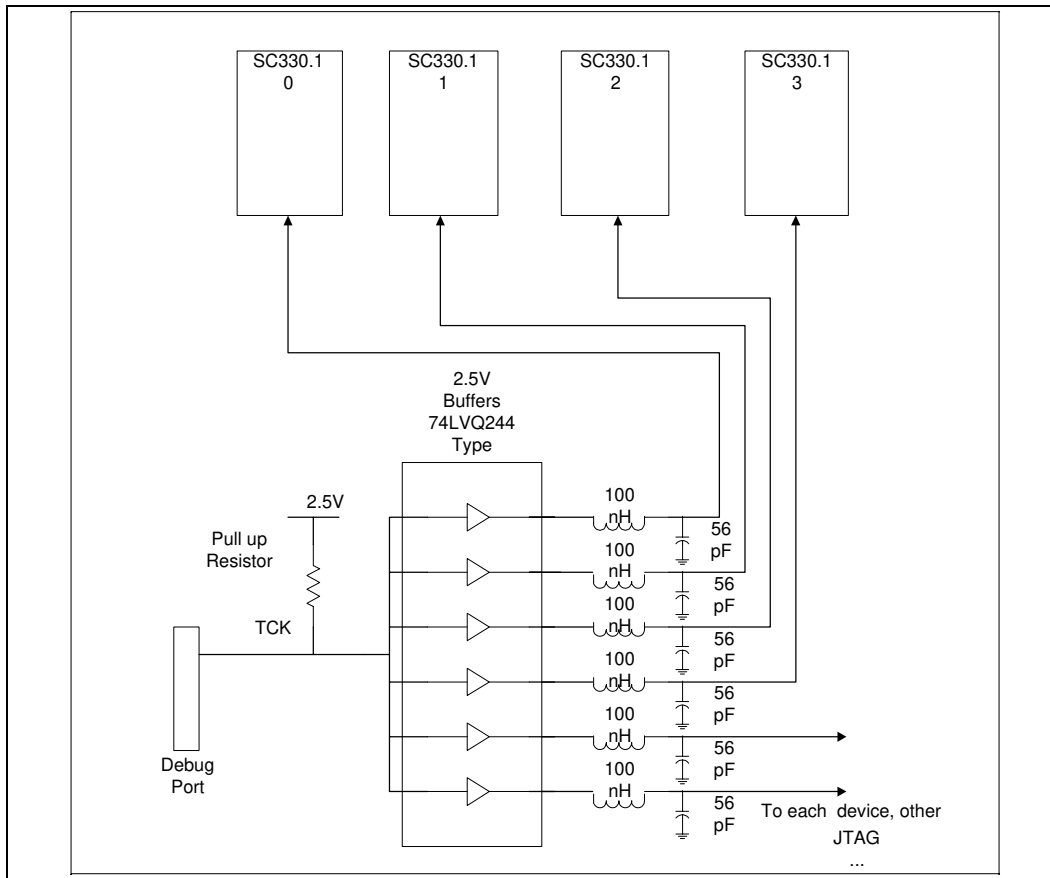 SC330.1
0
SC330.1
1
SC330.1
2
SC330.1
3
2.5V
Buffers
74LVQ244
Type
2.5V
Pull up
Resistor
TCK
Debug
Port
100
nH
56
pF
100
nH
56
pF
100
nH
56
pF
100
nH
56
pF
100
nH
56
pF
100
nH
56
pF
To each device, other
JTAG
...